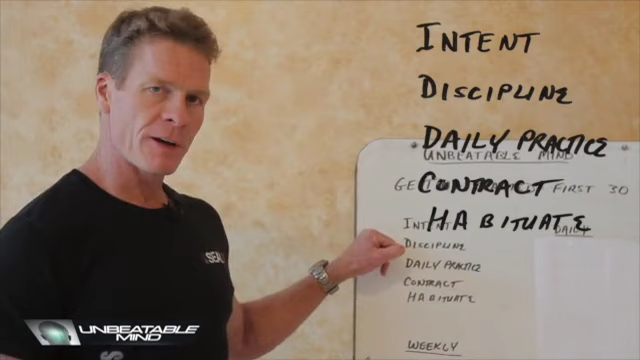 INTENT
DISCIPLINE
DAILY PRACTICE
CONTRACT
HABITUATE
UNBEATABLE MIND
FIRST 30
INTENT
DAILY
DISCIPLINE
DAILY PRACTICE
CONTRACT
HABITUATE
WEEKLY
SEAL
UNBEATABLE
MIND